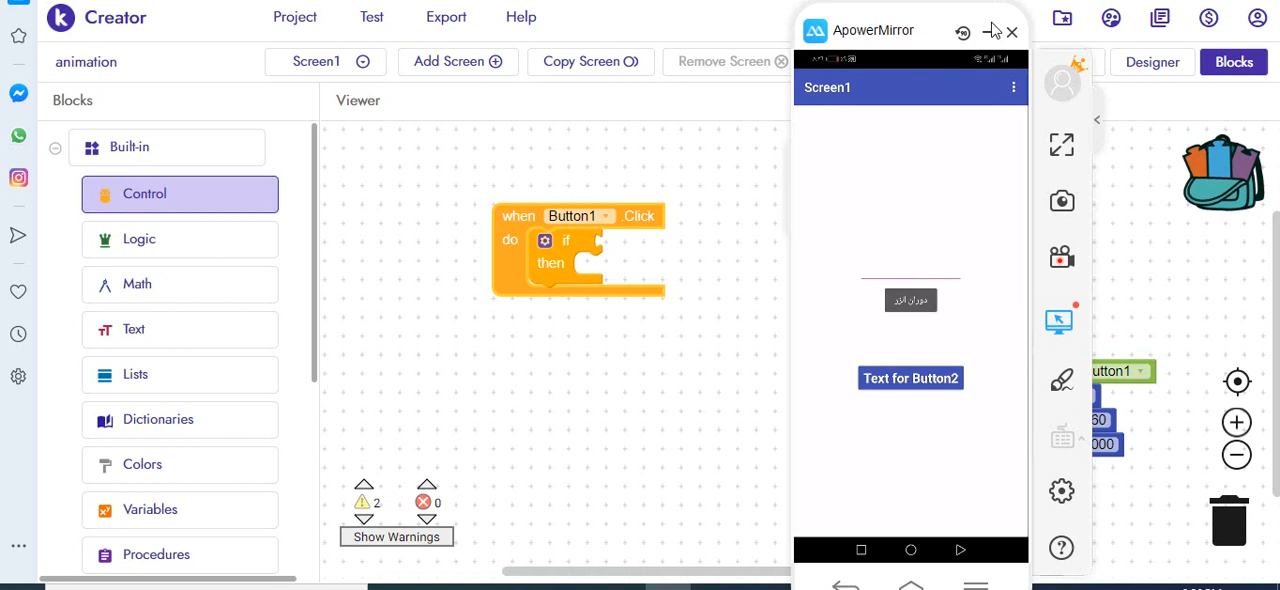 Creator
Project
Test
Export
Help
ApowerMirror
animation
Screen1
Add Screen
Copy Screen
Remove Screen
Designer
Blocks
Blocks
Viewer
Screen1
Built-in
Control
Logic
Math
Text
Lists
Dictionaries
Colors
Variables
Procedures
when Button1 .Click
do if
then
دوران انزر
Text for Button2
utton1
60
000
2
0
Show Warnings